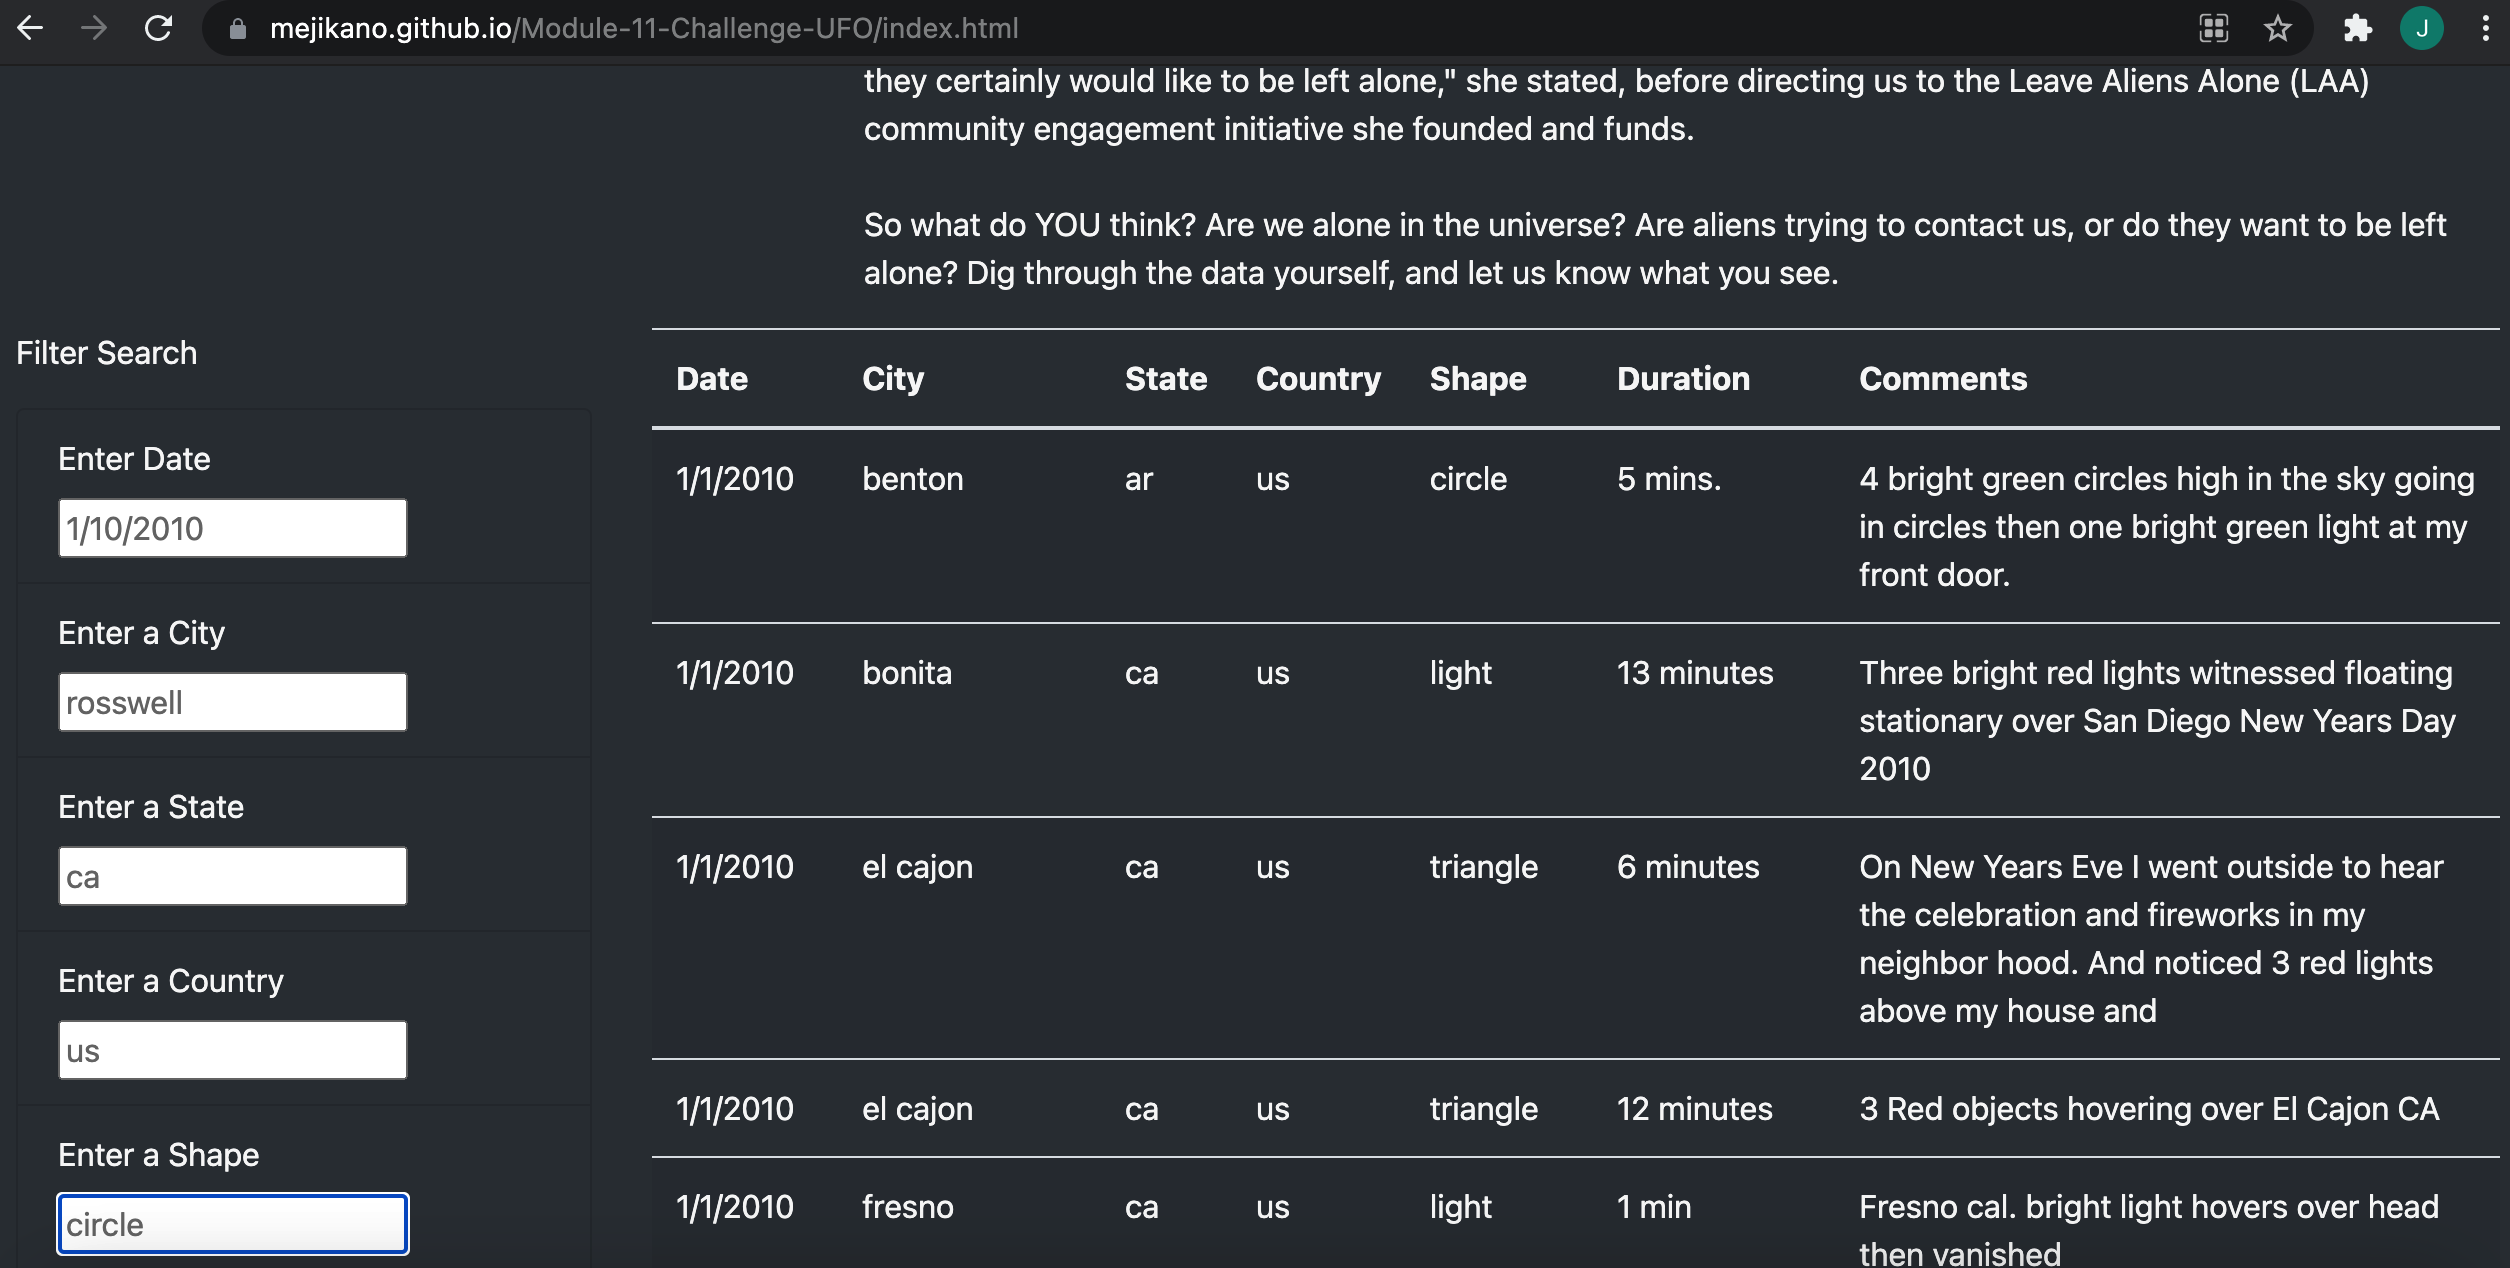 mejikano.github.io/Module-11-Challenge-UFO/index.html
J
they certainly would like to be left alone," she stated, before directing us to the Leave Aliens Alone (LAA)
community engagement initiative she founded and funds.
So what do YOU think? Are we alone in the universe? Are aliens trying to contact us, or do they want to be left
alone? Dig through the data yourself, and let us know what you see.
Filter Search
Enter Date
1/10/2010
Enter a City
rosswell
Enter a State
ca
Enter a Country
us
Enter a Shape
circle
Date City State Country Shape Duration Comments
1/1/2010 benton ar us circle 5 mins. 4 bright green circles high in the sky going
in circles then one bright green light at my
front door.
1/1/2010 bonita ca us light 13 minutes Three bright red lights witnessed floating
stationary over San Diego New Years Day
2010
1/1/2010 el cajon ca us triangle 6 minutes On New Years Eve I went outside to hear
the celebration and fireworks in my
neighbor hood. And noticed 3 red lights
above my house and
1/1/2010 el cajon ca us triangle 12 minutes 3 Red objects hovering over El Cajon CA
1/1/2010 fresno ca us light 1 min Fresno cal. bright light hovers over head
then vanished